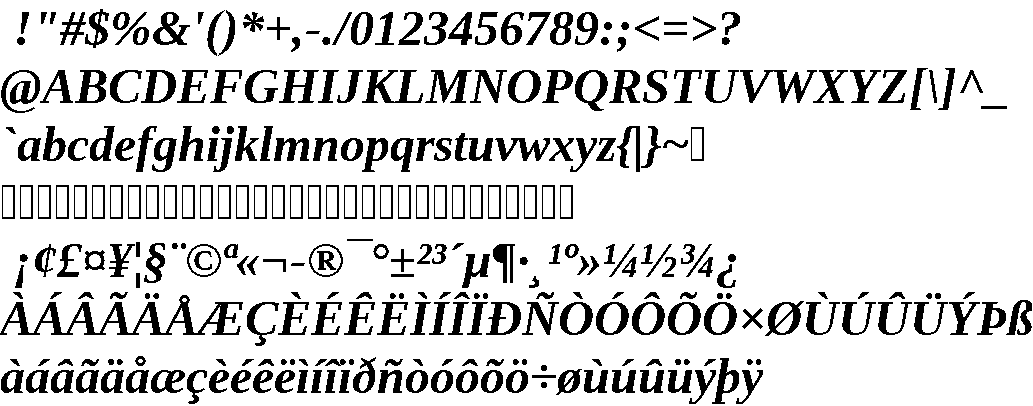 !"#$%&'()*+,-./0123456789:;<=>?
@ABCDEFGHIJKLMNOPQRSTUVWXYZ[\]^_
`abcdefghijklmnopqrstuvwxyz{|}~
¡¢£¤¥¦§¨©ª«¬-®¯°±²³´µ¶·¸¹º»¼½¾¿
ÀÁÂÃÄÅÆÇÈÉÊËÌÍÎÏÐÑÒÓÔÕÖ×ØÙÚÛÜÝÞß
àáâãäåæçèéêëìíîïðñòóôõö÷øùúûüýþÿ